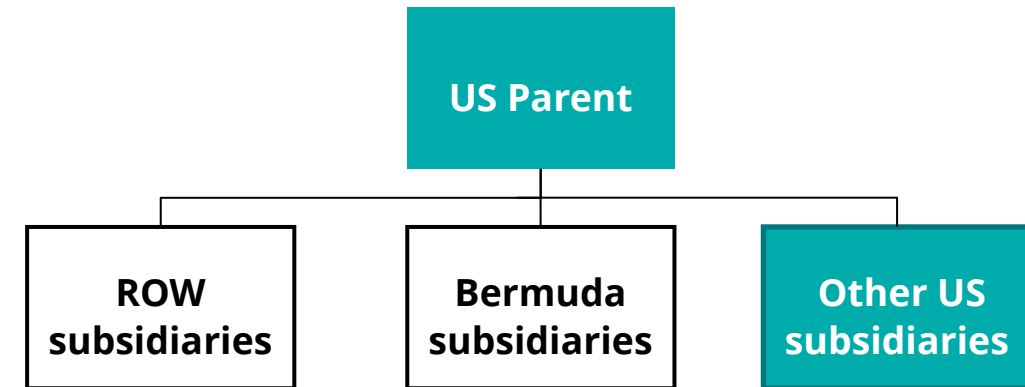 US Parent
ROW
subsidiaries
Bermuda
subsidiaries
Other US
subsidiaries